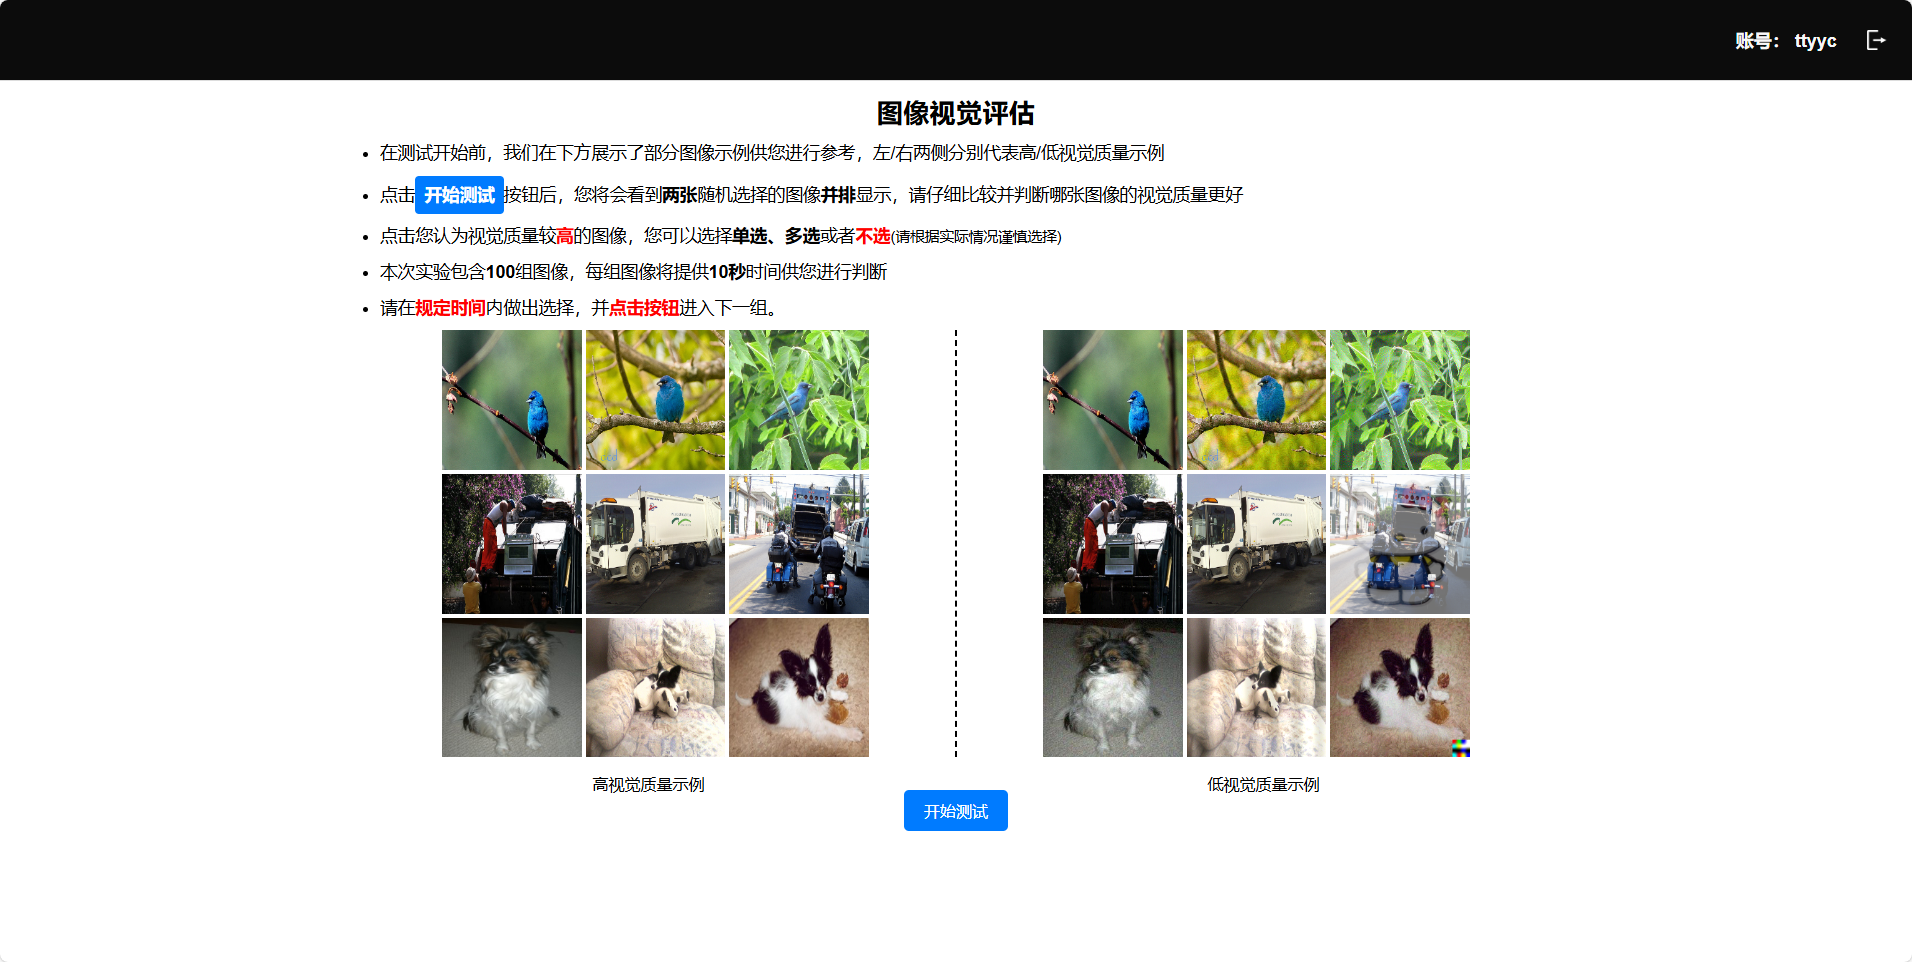 账号： ttyyc
图像视觉评估
在测试开始前，我们在下方展示了部分图像示例供您进行参考，左/右两侧分别代表高/低视觉质量示例
点击开始测试按钮后，您将会看到两张随机选择的图像并排显示，请仔细比较并判断哪张图像的视觉质量更好
点击您认为视觉质量较高的图像，您可以选择单选、多选或者不选(请根据实际情况谨慎选择)
本次实验包含100组图像，每组图像将提供10秒时间供您进行判断
请在规定时间内做出选择，并点击按钮进入下一组。
高视觉质量示例
低视觉质量示例
开始测试